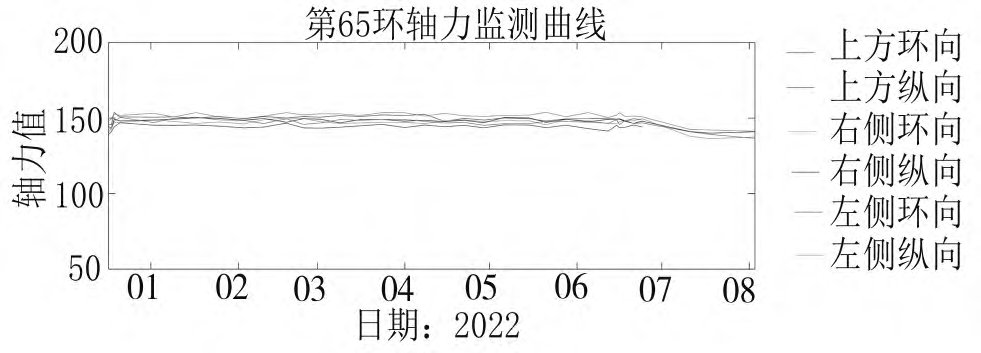 第65环轴力监测曲线
200
150
100
50
轴力值
01 02 03 04 05 06 07 08
日期：2022
上方环向
上方纵向
右侧环向
右侧纵向
左侧环向
左侧纵向